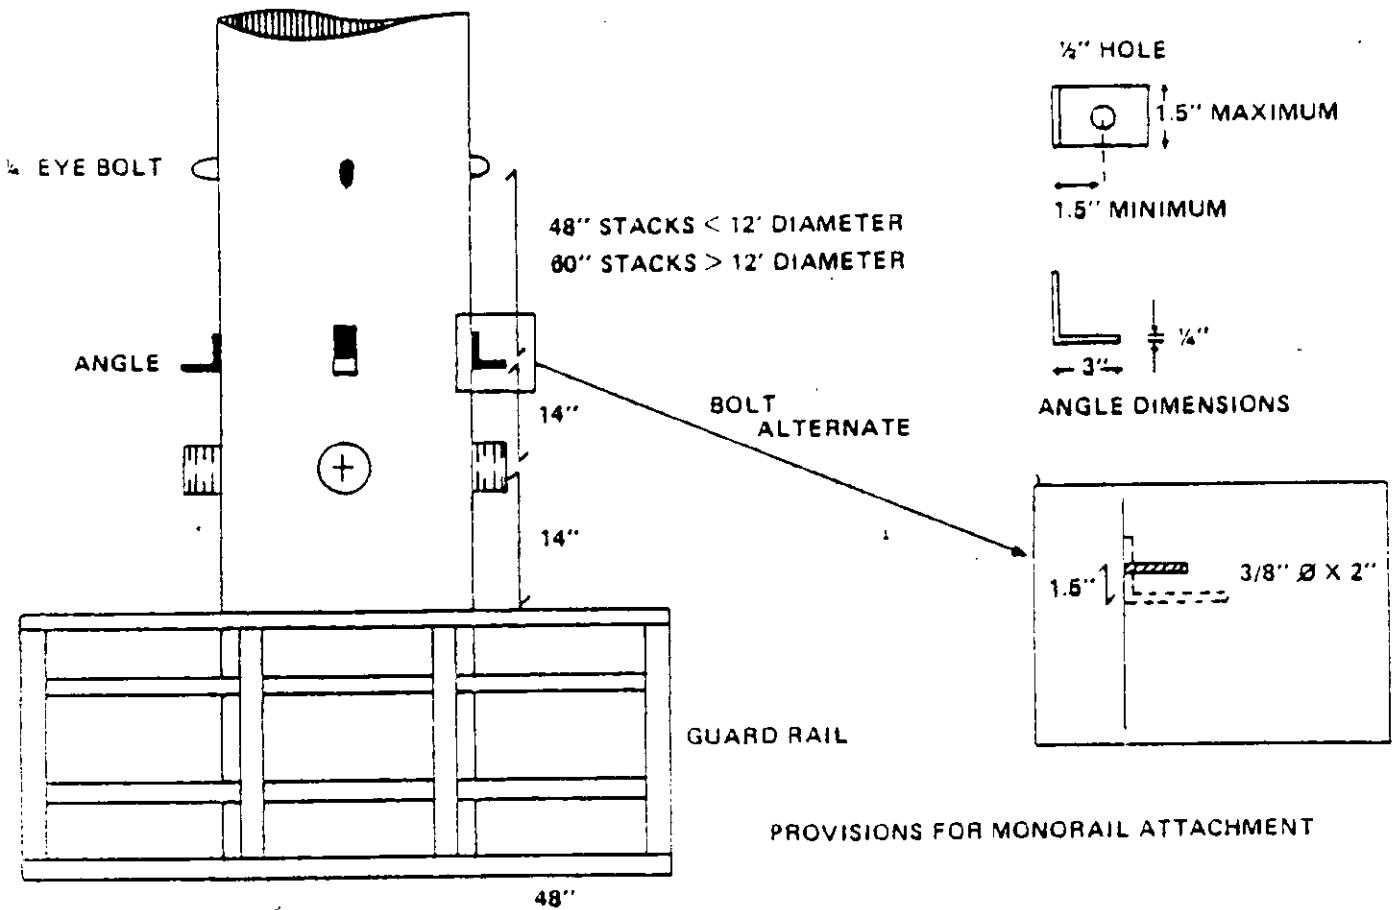 ½" HOLE
1.5" MAXIMUM
1.5" MINIMUM
¼ EYE BOLT
48" STACKS < 12' DIAMETER
60" STACKS > 12' DIAMETER
ANGLE
¼"
3"
ANGLE DIMENSIONS
14"
BOLT
ALTERNATE
14"
1.5"
3/8" Ø X 2"
GUARD RAIL
PROVISIONS FOR MONORAIL ATTACHMENT
48"